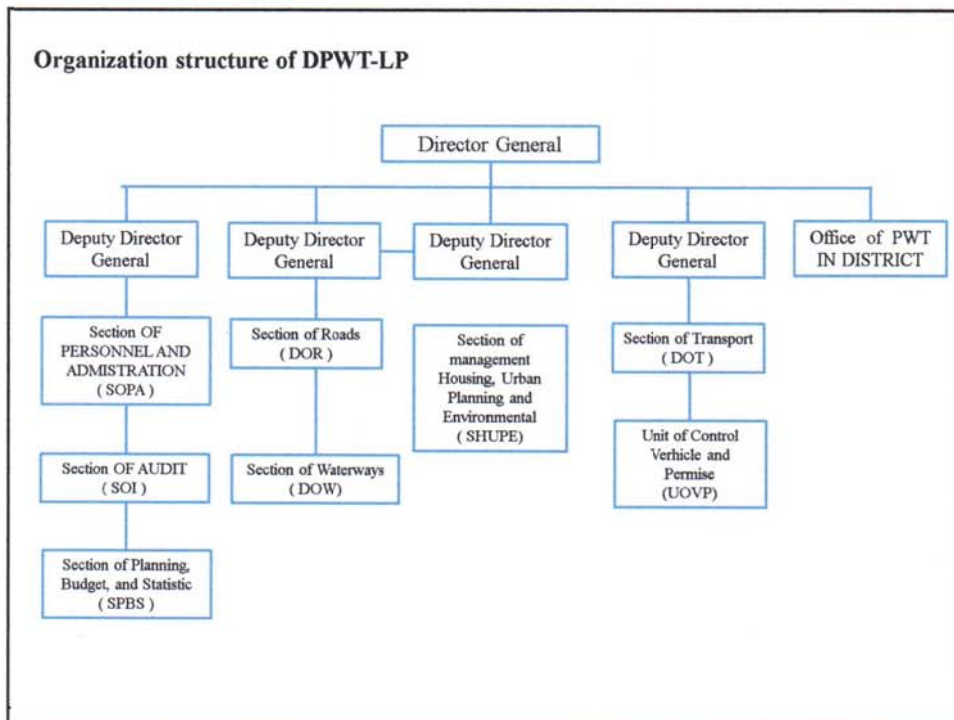 Organization structure of DPWT-LP
Director General
Deputy Director
General
Deputy Director
General
Deputy Director
General
Deputy Director
General
Office of PWT
IN DISTRICT
Section OF
PERSONNEL AND
ADMISTRATION
( SOPA )
Section of Roads
( DOR )
Section of
management
Housing, Urban
Planning and
Environmental
( SHUPE)
Section of Transport
( DOT )
Section OF AUDIT
( SOI )
Section of Waterways
( DOW)
Unit of Control
Verhicle and
Permise
(UOVP)
Section of Planning,
Budget, and Statistic
( SPBS )